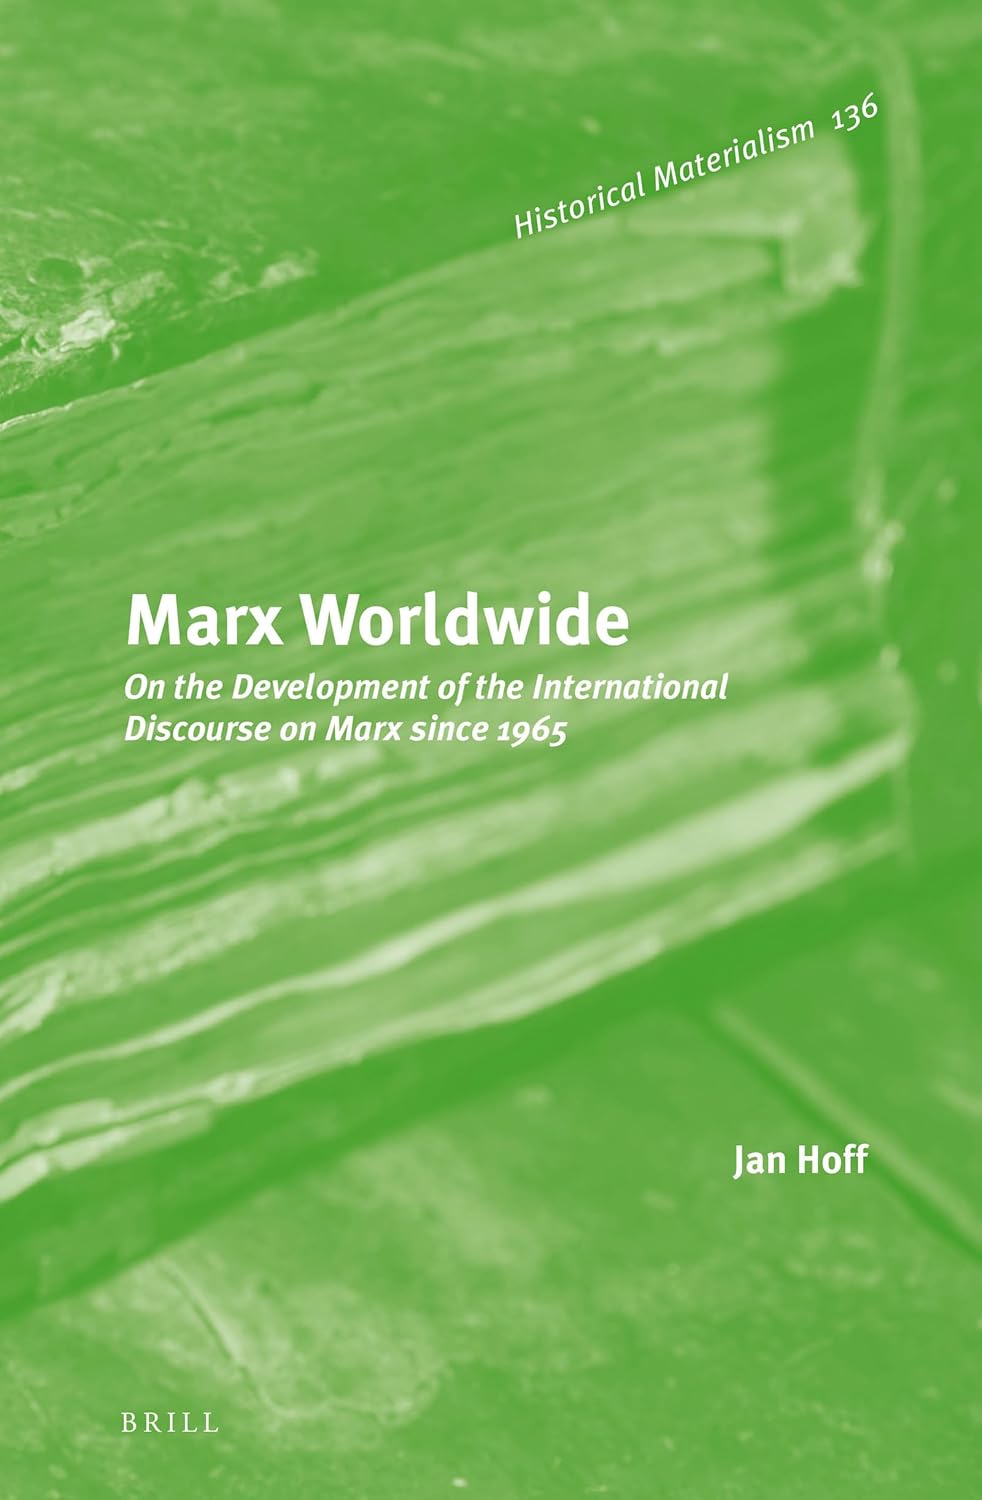 Historical Materialism 136
Marx Worldwide
On the Development of the International
Discourse on Marx since 1965
Jan Hoff
BRILL